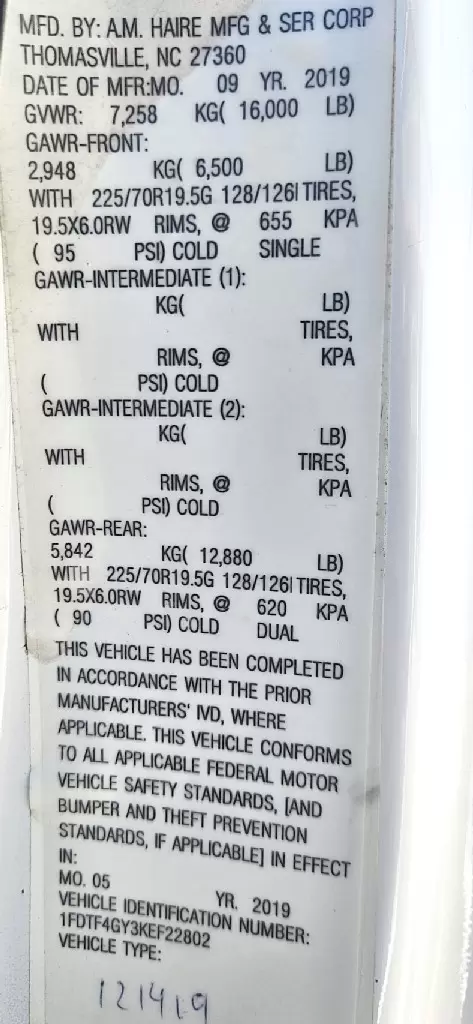 MFD. BY: A.M. HAIRE MFG & SER CORP
THOMASVILLE, NC 27360
DATE OF MFR:MO. 09 YR. 2019
GVWR: 7,258 KG( 16,000 LB)
GAWR-FRONT:
2,948 KG( 6,500 LB)
WITH 225/70R19.5G 128/126l TIRES,
19.5X6.0RW RIMS, @ 655 KPA
( 95 PSI) COLD SINGLE
GAWR-INTERMEDIATE (1):
KG( LB)
WITH TIRES,
RIMS, @ KPA
( PSI) COLD
GAWR-INTERMEDIATE (2):
KG( LB)
WITH TIRES,
RIMS, @ KPA
( PSI) COLD
GAWR-REAR:
5,842 KG( 12,880 LB)
WITH 225/70R19.5G 128/126l TIRES,
19.5X6.0RW RIMS, @ 620 KPA
( 90 PSI) COLD DUAL
THIS VEHICLE HAS BEEN COMPLETED
IN ACCORDANCE WITH THE PRIOR
MANUFACTURERS' IVD, WHERE
APPLICABLE. THIS VEHICLE CONFORMS
TO ALL APPLICABLE FEDERAL MOTOR
VEHICLE SAFETY STANDARDS, [AND
BUMPER AND THEFT PREVENTION
STANDARDS, IF APPLICABLE] IN EFFECT
IN:
MO. 05 YR. 2019
VEHICLE IDENTIFICATION NUMBER:
1FDTF4GY3KEF22802
VEHICLE TYPE:
121419